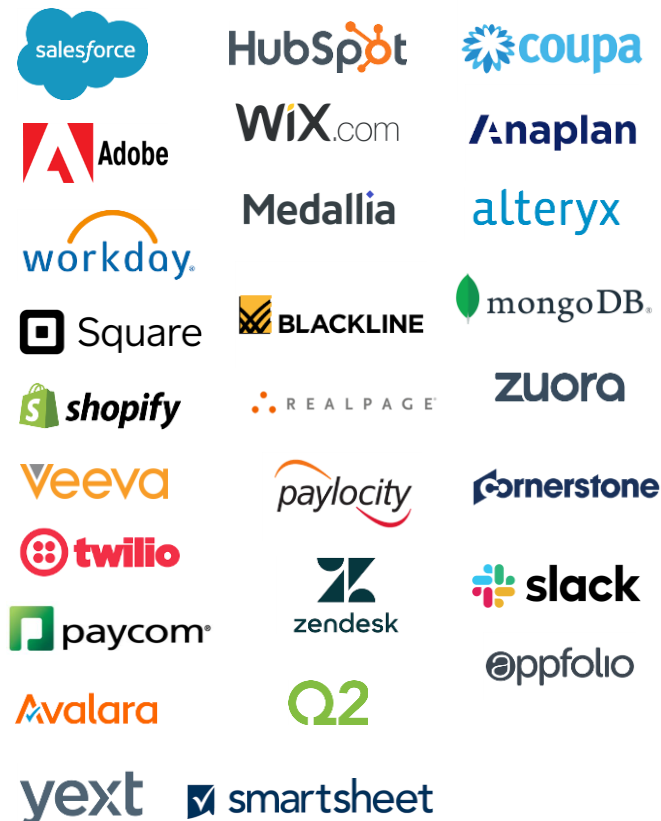 salesforce
HubSpot
coupa
Adobe
WiX.com
Anaplan
Medallia
alteryx
workday®
Square
BLACKLINE
mongoDB®
shopify
REALPAGE®
zuora
Veeva
paylocity
cornerstone
twilio
zendesk
slack
paycom®
appfolio
Avalara
Q2
yext
smartsheet